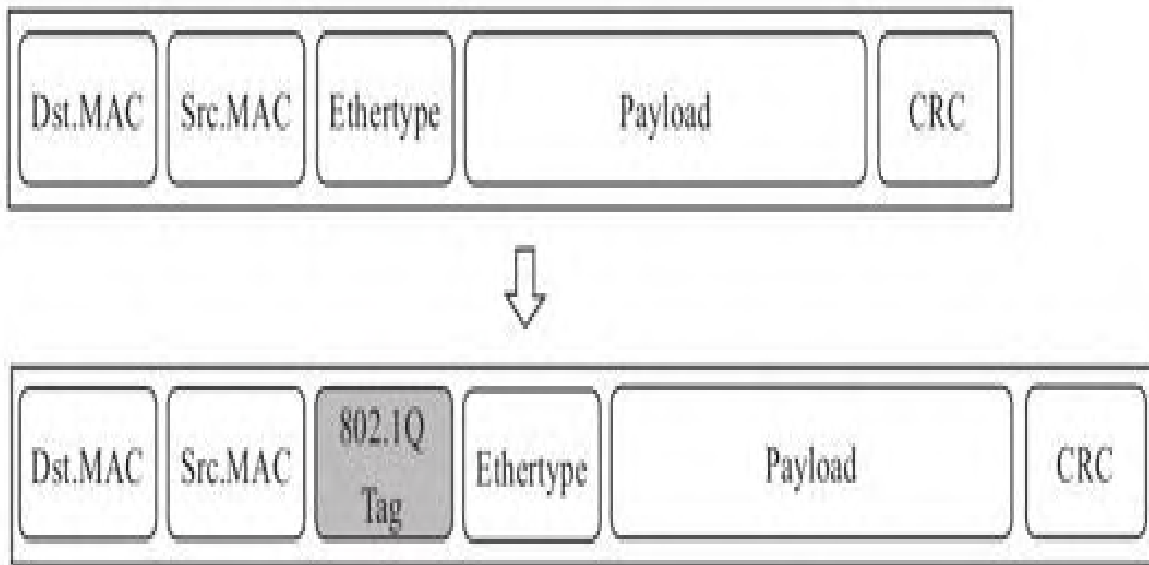 Dst.MAC Src.MAC Ethertype Payload CRC
Dst.MAC Src.MAC 802.1Q Tag Ethertype Payload CRC